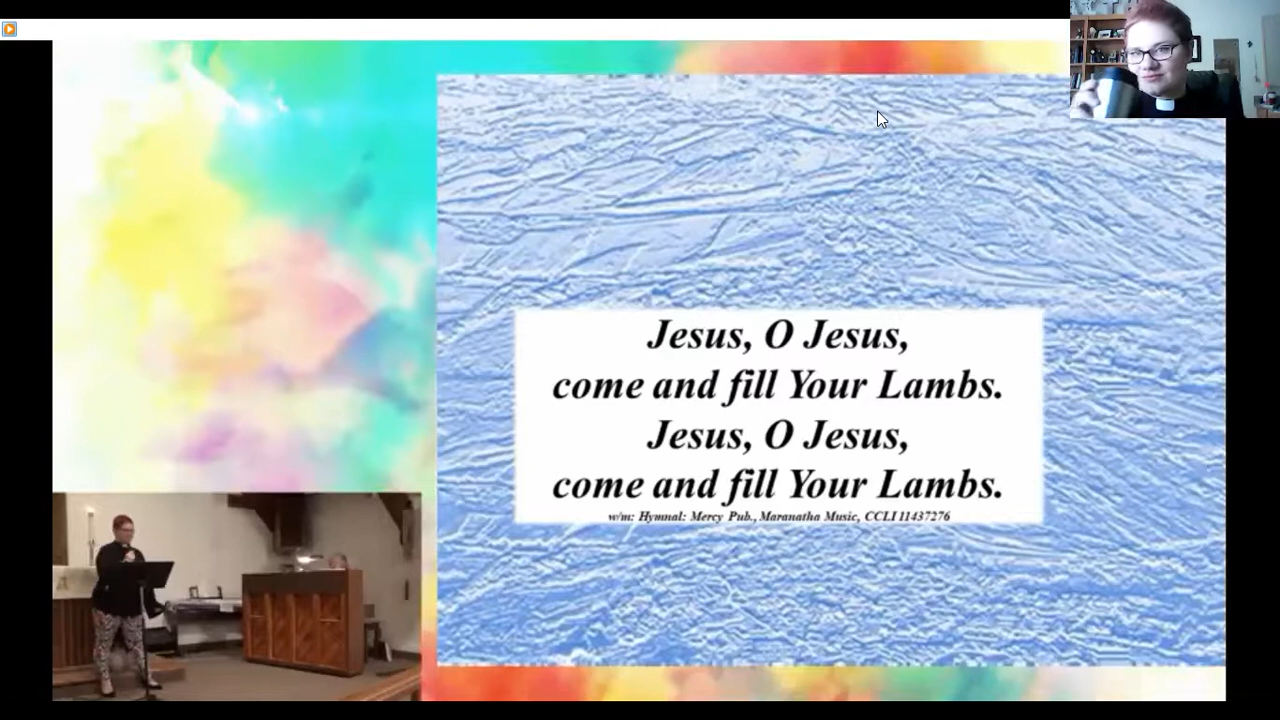 Jesus, O Jesus,
come and fill Your Lambs.
Jesus, O Jesus,
come and fill Your Lambs.
w/m: Hymnal: Mercy Pub., Maranatha Music, CCLI 11437276